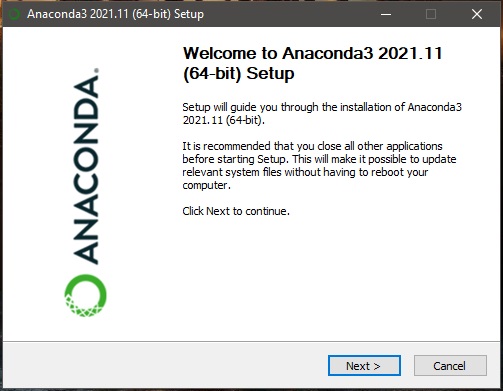 Anaconda3 2021.11 (64-bit) Setup
Welcome to Anaconda3 2021.11
(64-bit) Setup
Setup will guide you through the installation of Anaconda3
2021.11 (64-bit).
It is recommended that you close all other applications
before starting Setup. This will make it possible to update
relevant system files without having to reboot your
computer.
Click Next to continue.
ANACONDA.
Next >
Cancel